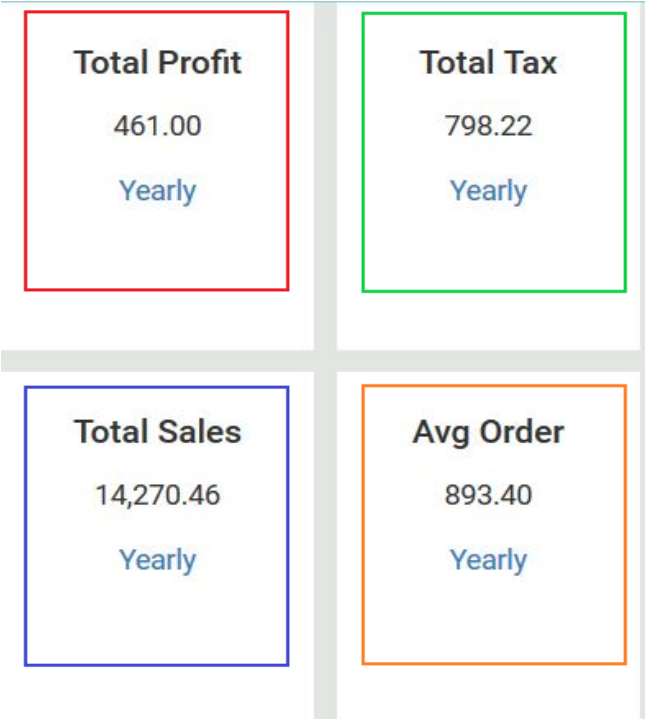 Total Profit
461.00
Yearly
Total Tax
798.22
Yearly
Total Sales
14,270.46
Yearly
Avg Order
893.40
Yearly